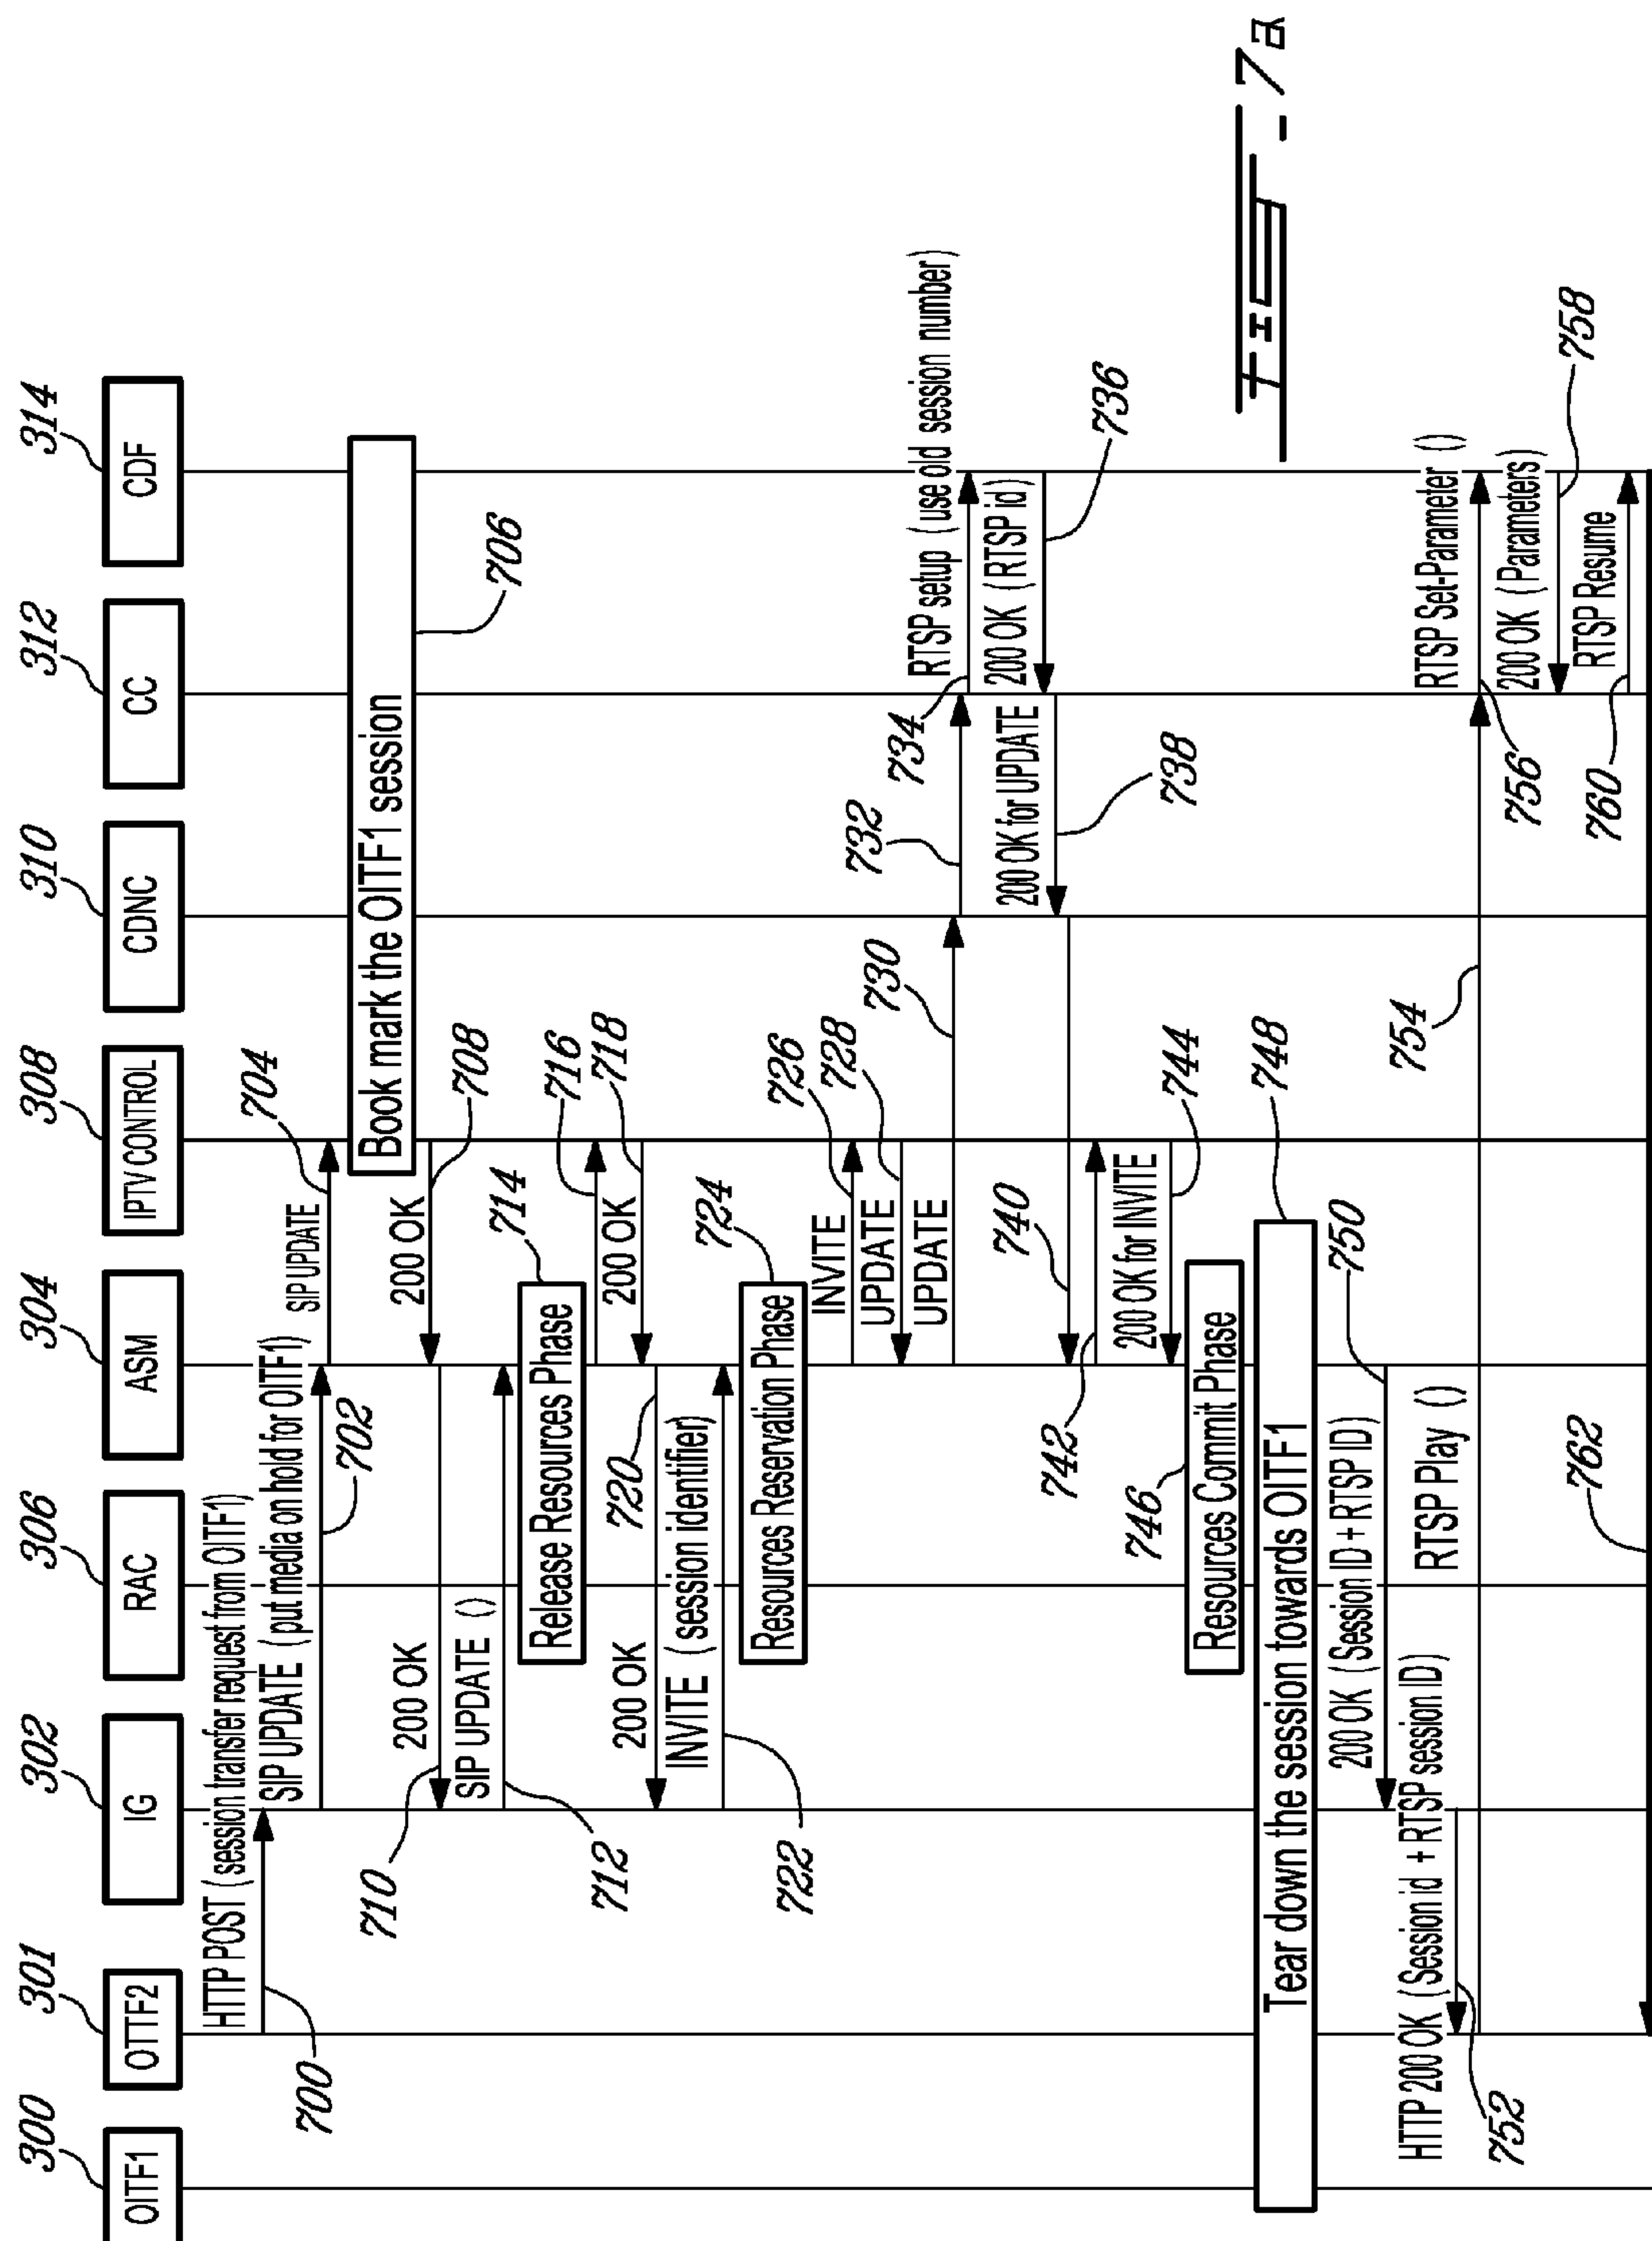 300
301
302
306
304
308
310
312
314
OITF1
OTTF2
IG
RAC
ASM
IPTV CONTROL
CDNC
CC
CDF
HTTP POST (session transfer request from OITF1)
700
SIP UPDATE (put media on hold for OITF1)
702
SIP UPDATE
704
Book mark the OITF1 session
706
200 OK
708
200 OK
710
SIP UPDATE ()
712
Release Resources Phase
714
716
200 OK
718
200 OK
720
INVITE (session identifier)
722
Resources Reservation Phase
724
INVITE
726
UPDATE
728
UPDATE
730
732
RTSP setup (use old session number)
734
200 OK (RTSP id)
736
200 OK for UPDATE
738
740
742
200 OK for INVITE
744
Resources Commit Phase
746
Tear down the session towards OITF1
748
200 OK (Session ID + RTSP ID)
750
HTTP 200 OK (Session id + RTSP session ID)
752
RTSP Play ()
754
RTSP Set-Parameter ()
756
200 OK (Parameters)
758
RTSP Resume
760
762
FIG-7a